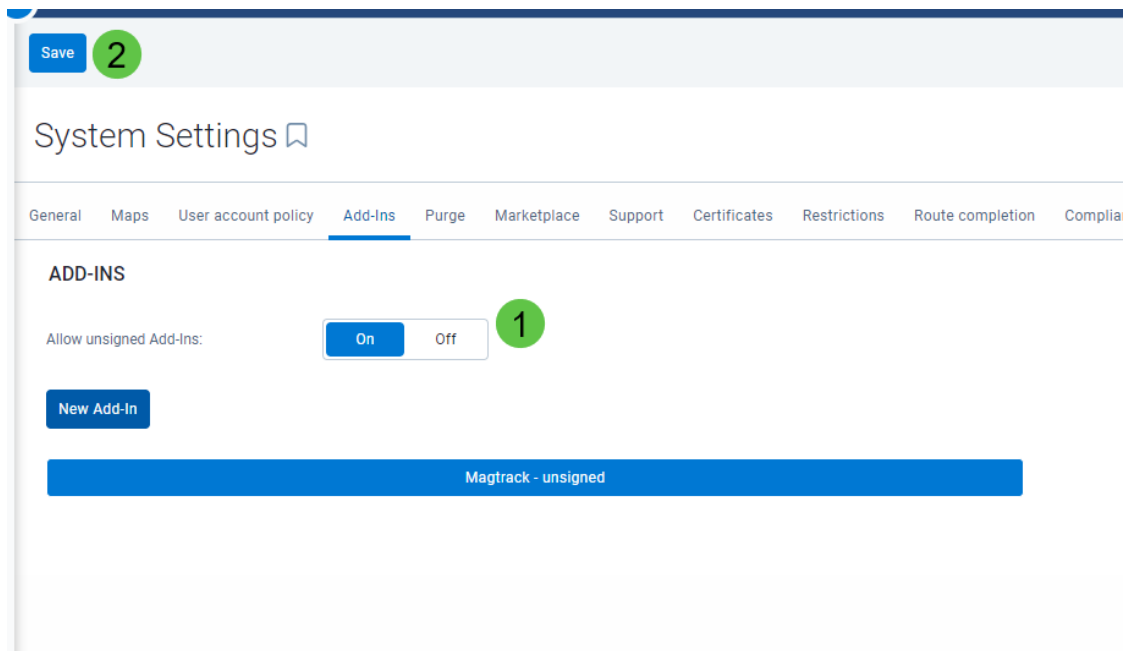 Save 2
System Settings
General Maps User account policy Add-Ins Purge Marketplace Support Certificates Restrictions Route completion Complia
ADD-INS
Allow unsigned Add-Ins: On Off 1
New Add-In
Magtrack - unsigned